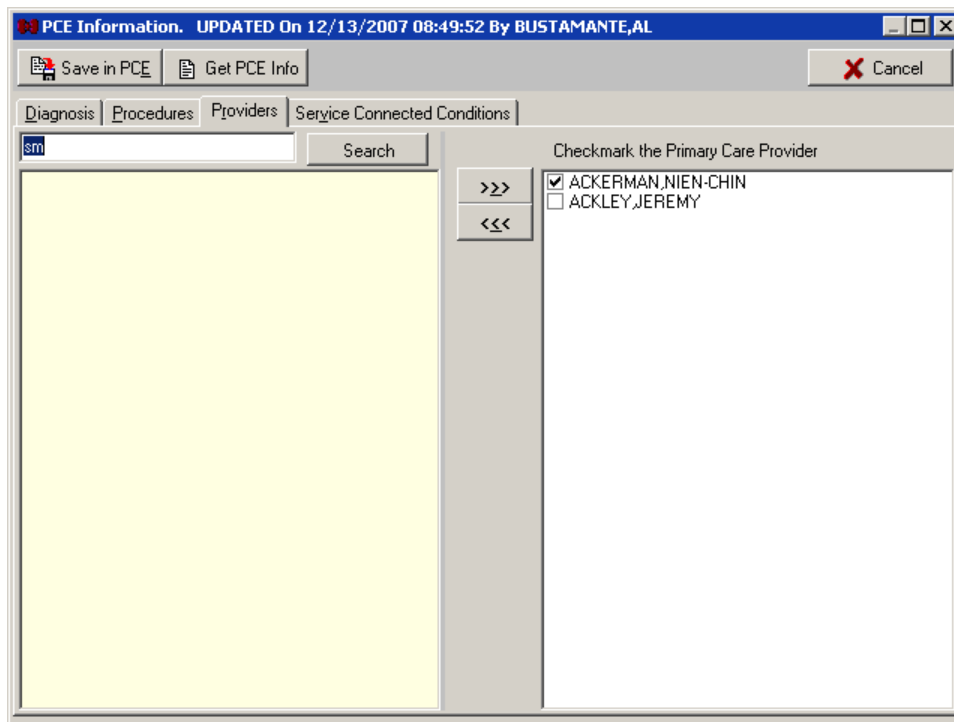 PCE Information. UPDATED On 12/13/2007 08:49:52 By BUSTAMANTE,AL
Save in PCE Get PCE Info Cancel
Diagnosis Procedures Providers Service Connected Conditions
sm Search Checkmark the Primary Care Provider
>>> ACKERMAN,NIEN-CHIN
ACKLEY,JEREMY
<<<